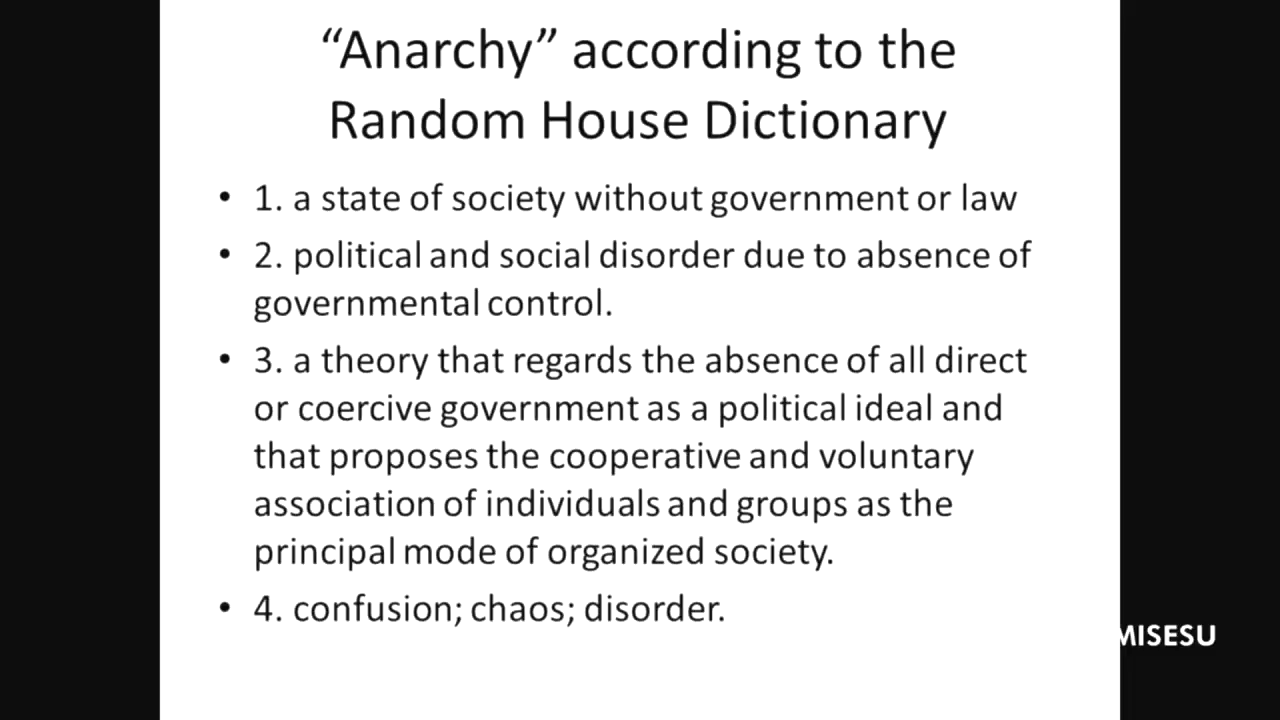 “Anarchy” according to the
Random House Dictionary
• 1. a state of society without government or law
• 2. political and social disorder due to absence of
governmental control.
• 3. a theory that regards the absence of all direct
or coercive government as a political ideal and
that proposes the cooperative and voluntary
association of individuals and groups as the
principal mode of organized society.
• 4. confusion; chaos; disorder.
MISESU